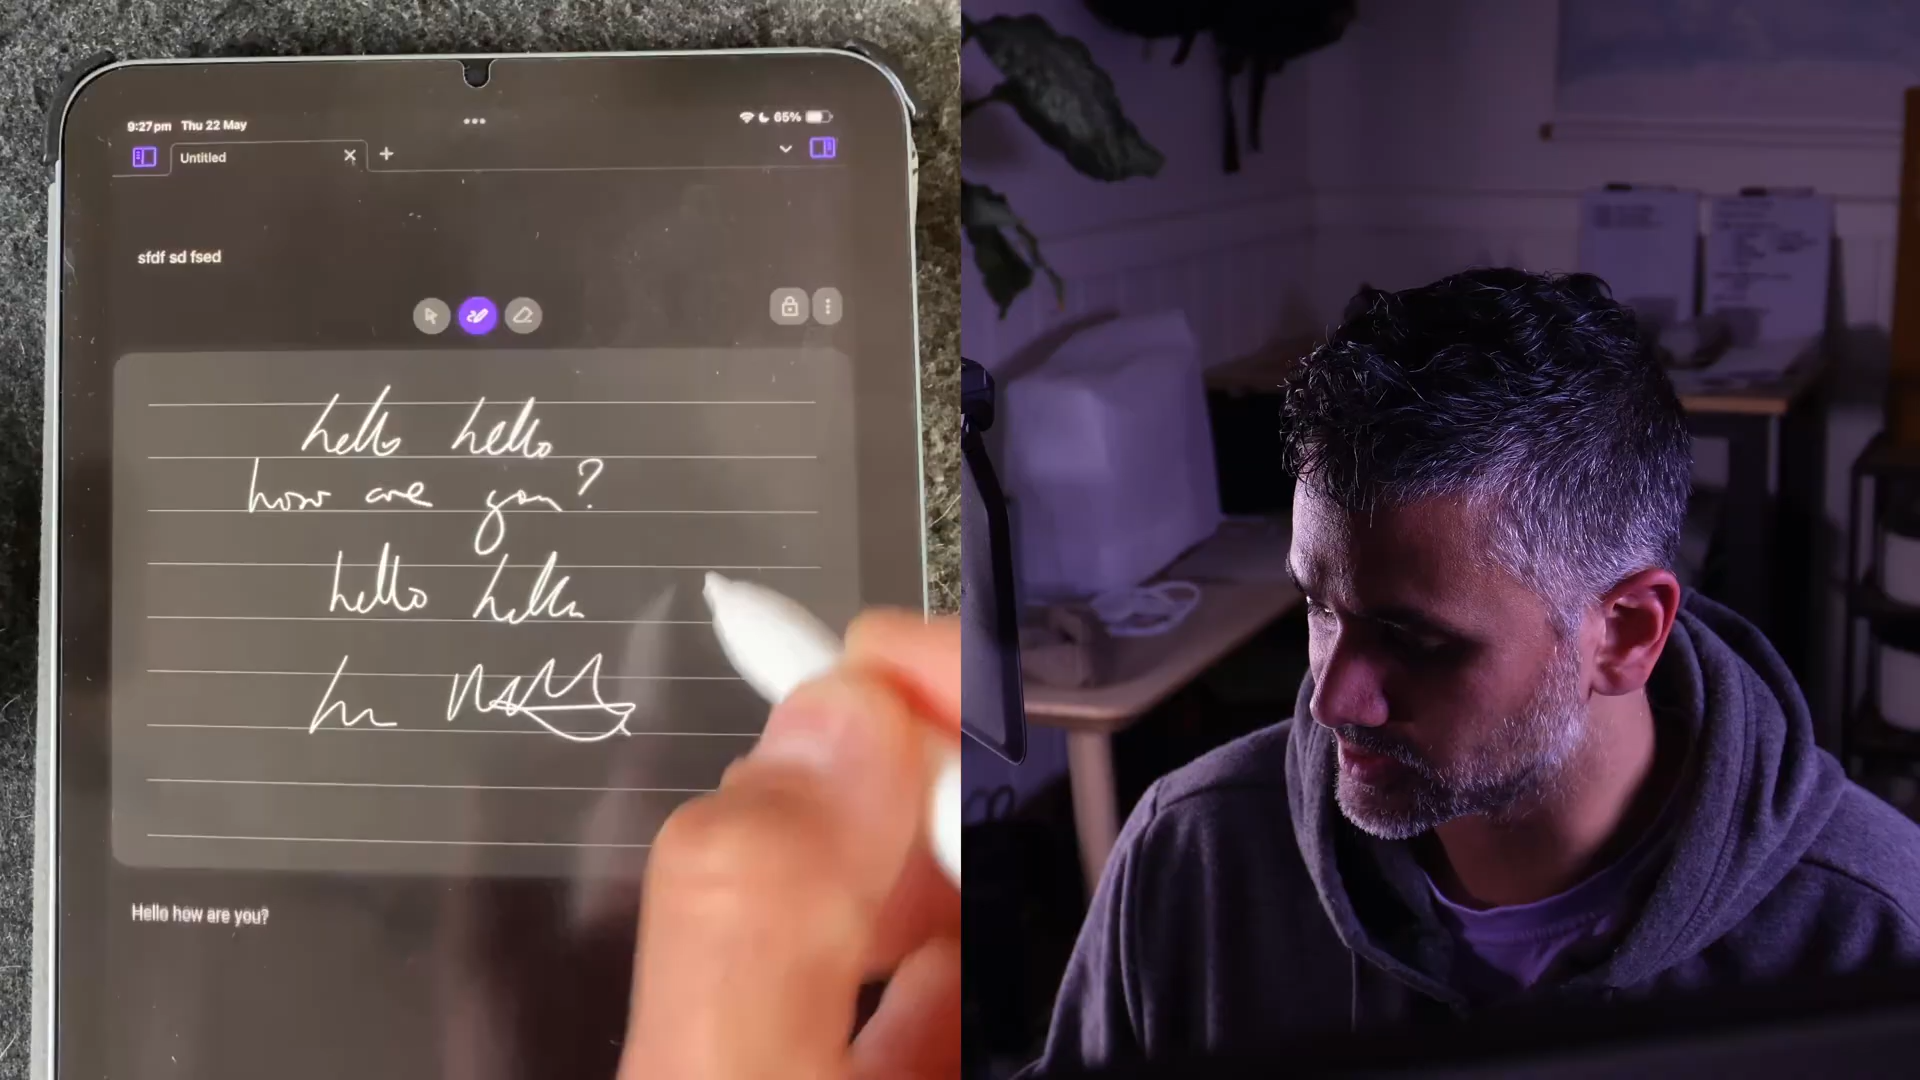 9:27pm Thu 22 May
65%
Untitled
sfdf sd fsed
hello hello
how are you?
hello hello
Hello how are you?